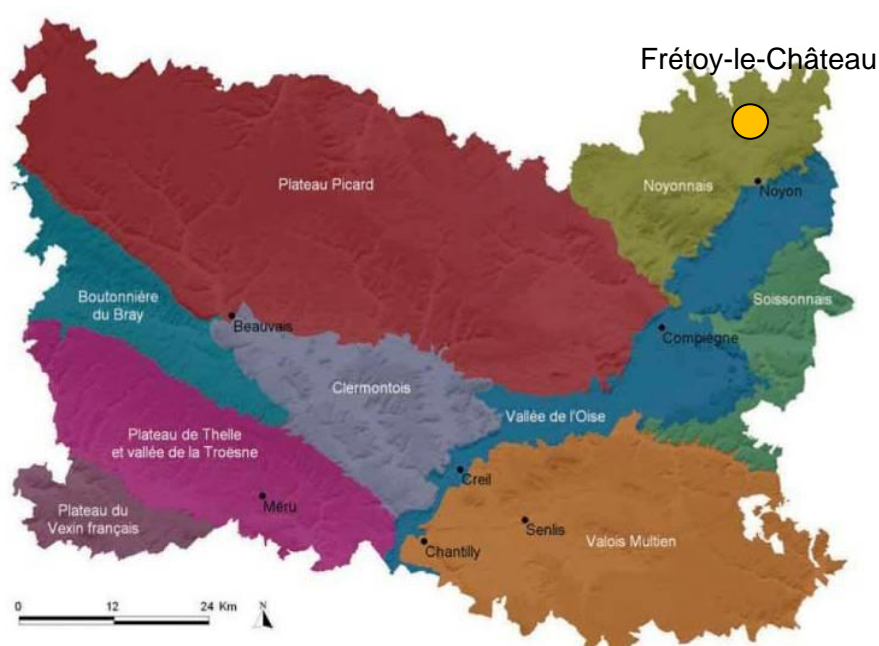 Frétoy-le-Château
Plateau Picard
Noyonnais
Noyon
Boutonnière
du Bray
Beauvais
Soissonnais
Compiègne
Clermontois
Vallée de l'Oise
Plateau de Thelle
et vallée de la Troësne
Creil
Plateau du
Vexin français
Méru
Senlis
Chantilly
Valois Multien
0 12 24 Km
N